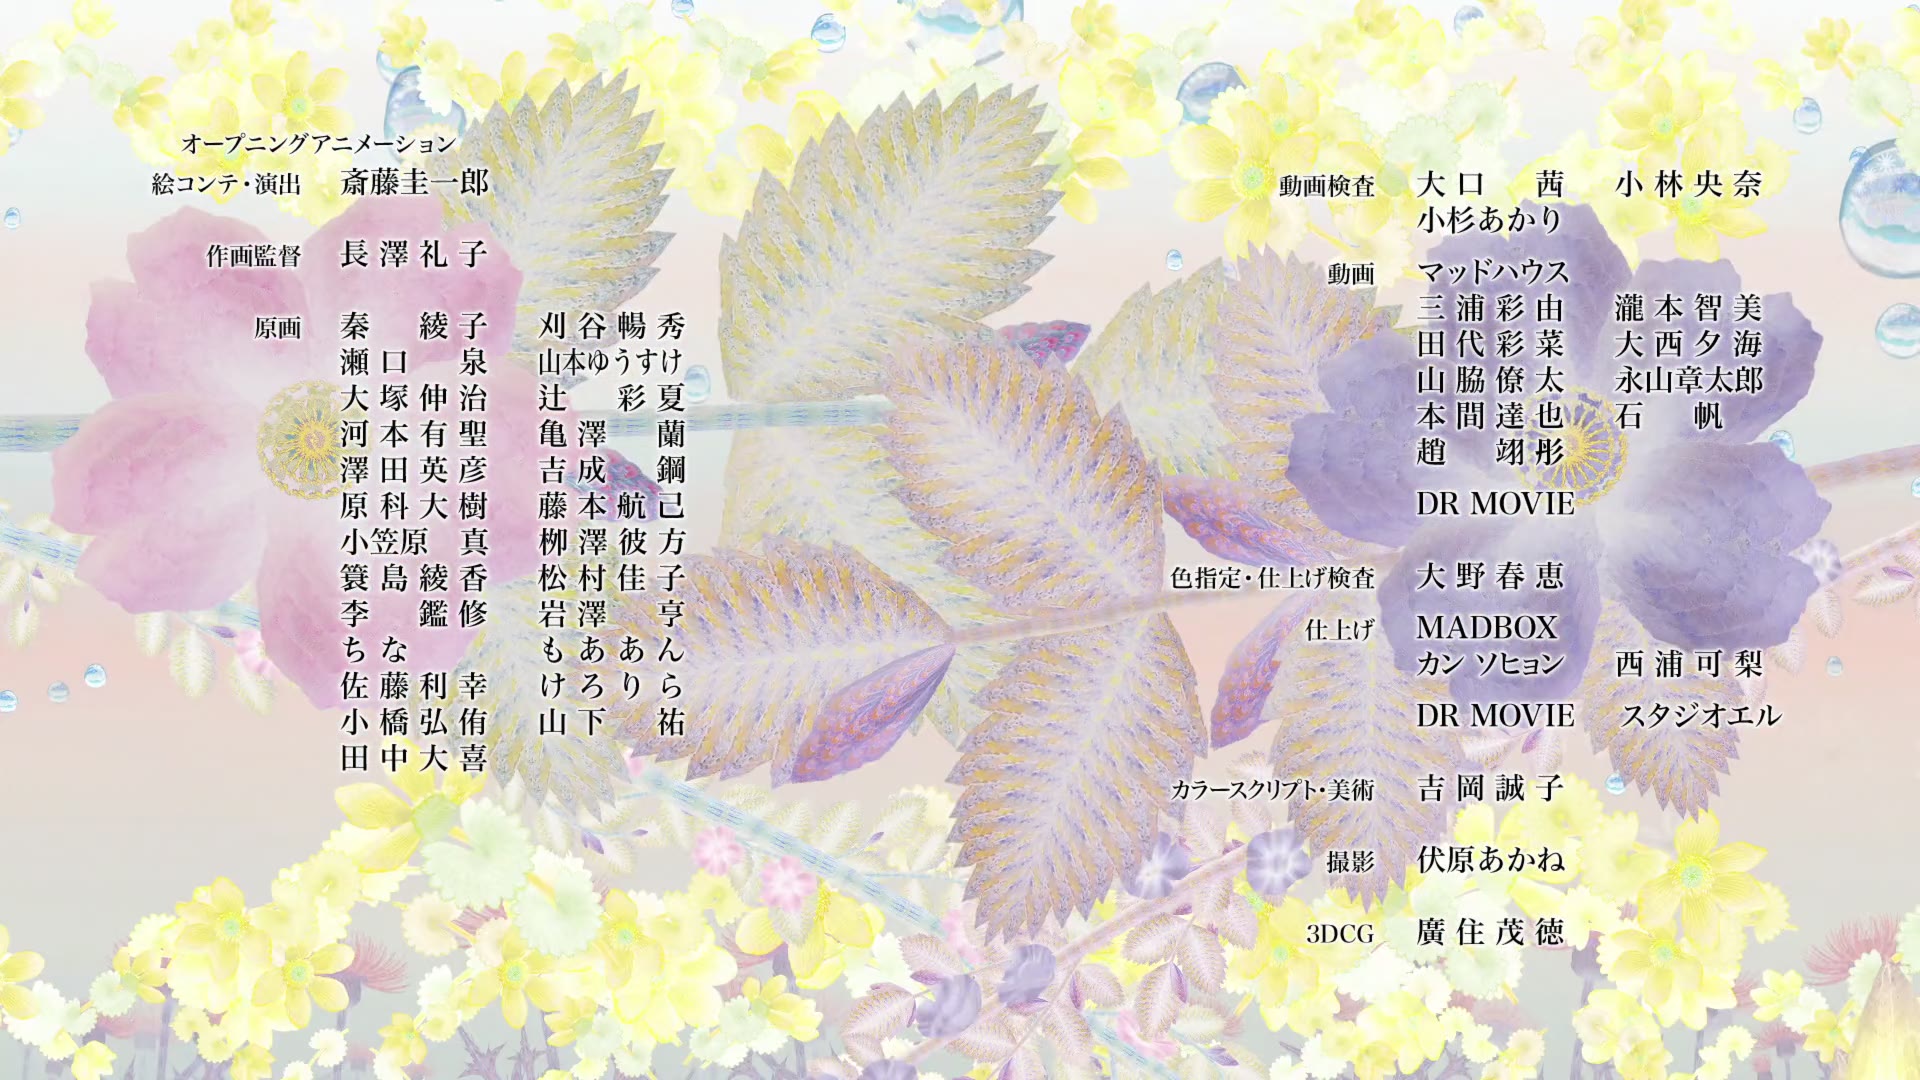 オープニングアニメーション
絵コンテ・演出 斎藤圭一郎
作画監督 長澤礼子
原画 秦 綾子 刈谷暢秀
瀬口 泉 山本ゆうすけ
大塚伸治 辻 彩夏
河本有聖 亀澤 蘭
澤田英彦 吉成 鋼
原科大樹 藤本航己
小笠原 真 栁澤彼方
簑島綾香 松村佳子
李 鑑修 岩澤 亨
ちな もああん
佐藤利幸 けろりら
小橋弘侑 山下 祐
田中大喜
動画検査 大口 茜 小林央奈
小杉あかり
動画 マッドハウス
三浦彩由 瀧本智美
田代彩菜 大西夕海
山脇僚太 永山章太郎
本間達也 石 帆
趙 翊彤
DR MOVIE
色指定・仕上げ検査 大野春恵
仕上げ MADBOX
カン ソヒョン 西浦可梨
DR MOVIE スタジオエル
カラースクリプト・美術 吉岡誠子
撮影 伏原あかね
3DCG 廣住茂徳